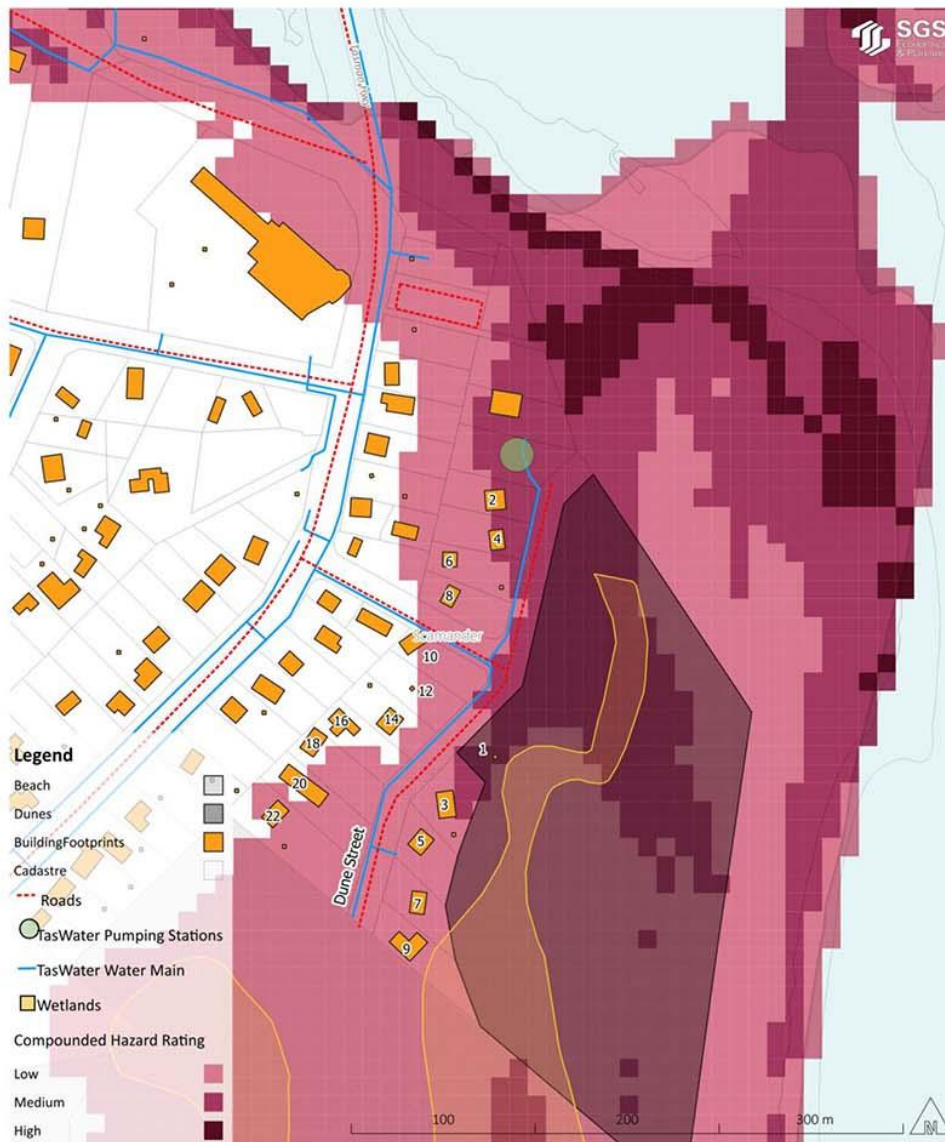 SGS
Economics
& Planning
2
4
6
8
Scamander
10
12
14
16
18
1
20
22
3
5
7
9
Dune Street
Legend
Beach
Dunes
BuildingFootprints
Cadastre
Roads
TasWater Pumping Stations
TasWater Water Main
Wetlands
Compounded Hazard Rating
Low
Medium
High
100
200
300 m
N